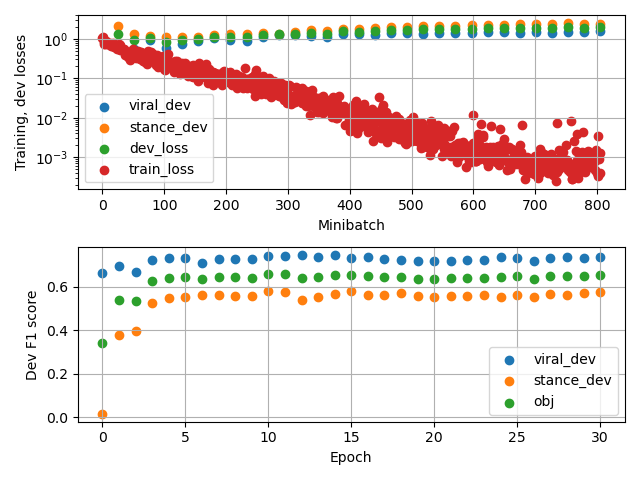 Training, dev losses
10⁰
10⁻¹
10⁻²
10⁻³
viral_dev
stance_dev
dev_loss
train_loss
0 100 200 300 400 500 600 700 800
Minibatch
Dev F1 score
0.6
0.4
0.2
0.0
viral_dev
stance_dev
obj
0 5 10 15 20 25 30
Epoch